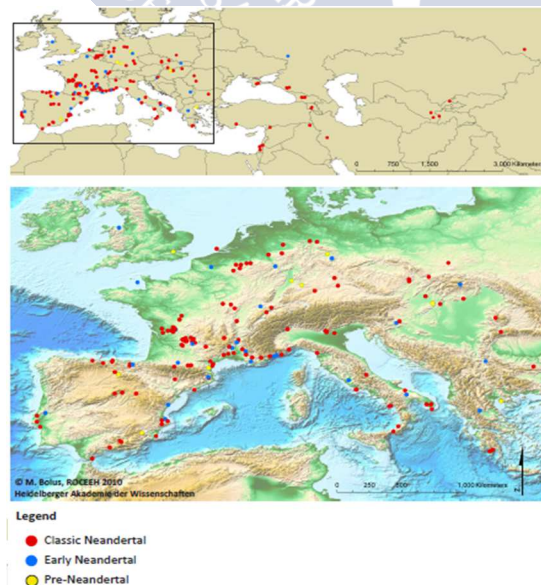 0 750 1,500 3,000 Kilometers
© M. Bolus, ROCEEH 2010
Heidelberger Akademie der Wissenschaften
0 250 500 1,000 Kilometers
Legend
Classic Neandertal
Early Neandertal
Pre-Neandertal